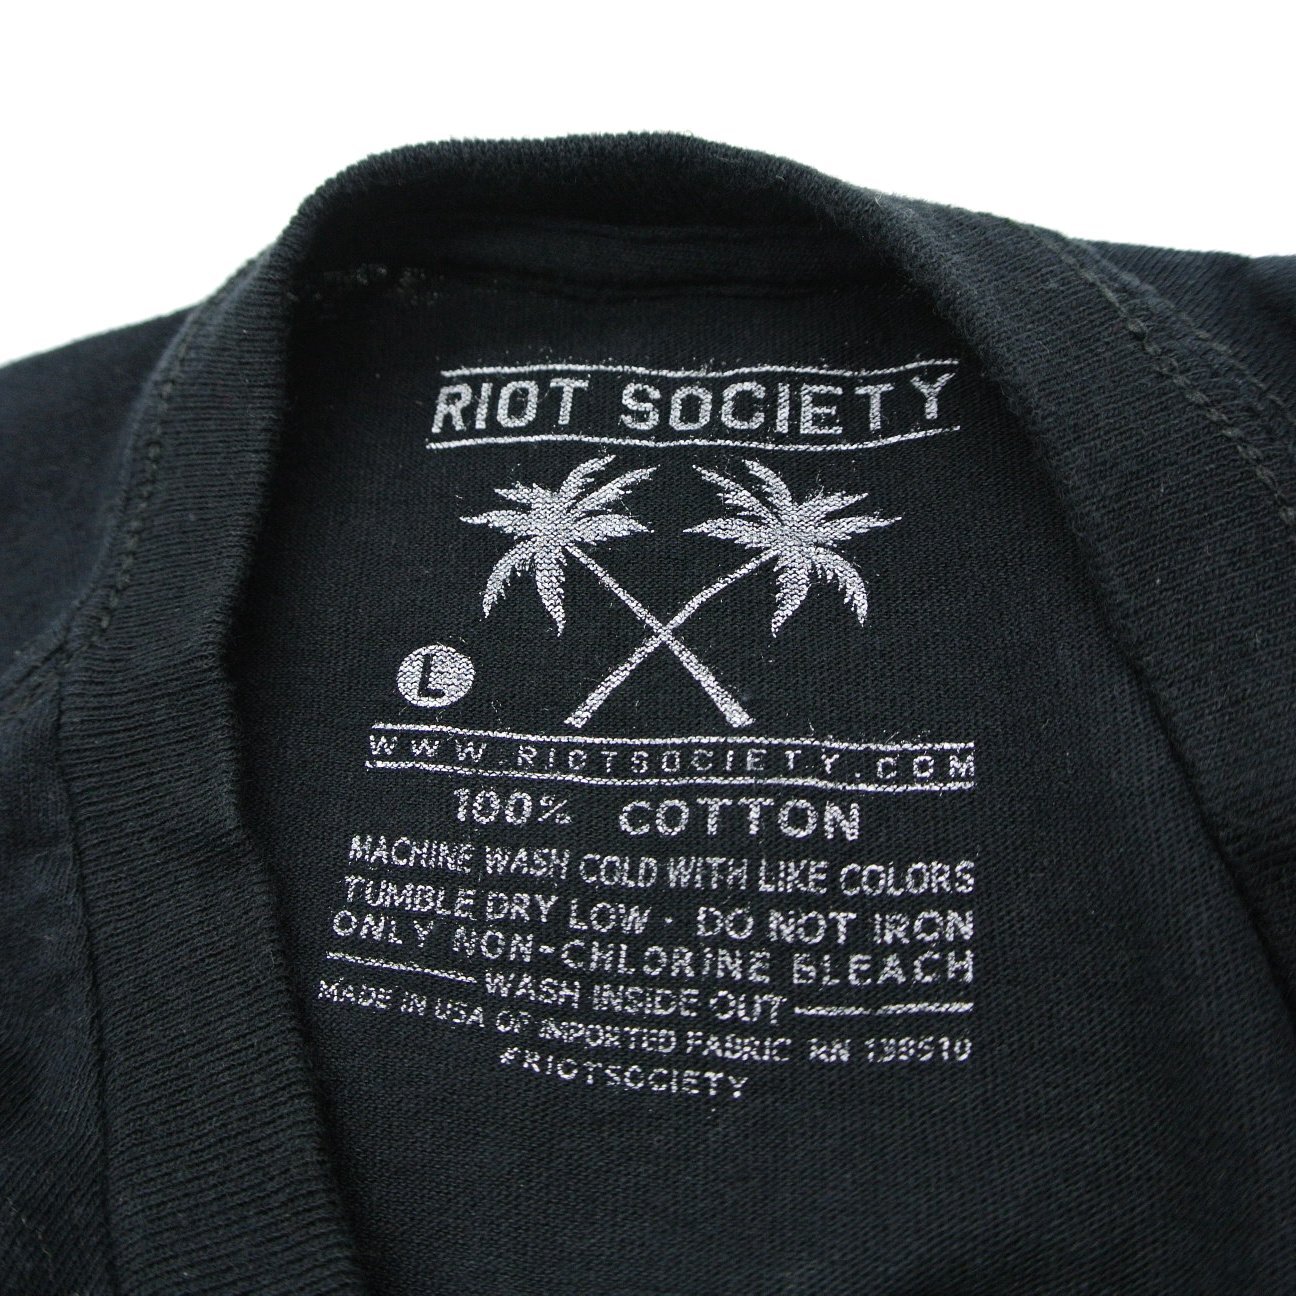 RIOT SOCIETY
L
WWW.RIOTSOCIETY.COM
100% COTTON
MACHINE WASH COLD WITH LIKE COLORS
TUMBLE DRY LOW · DO NOT IRON
ONLY NON-CHLORINE BLEACH
WASH INSIDE OUT
MADE IN USA OF IMPORTED FABRIC RN
#RIOTSOCIETY